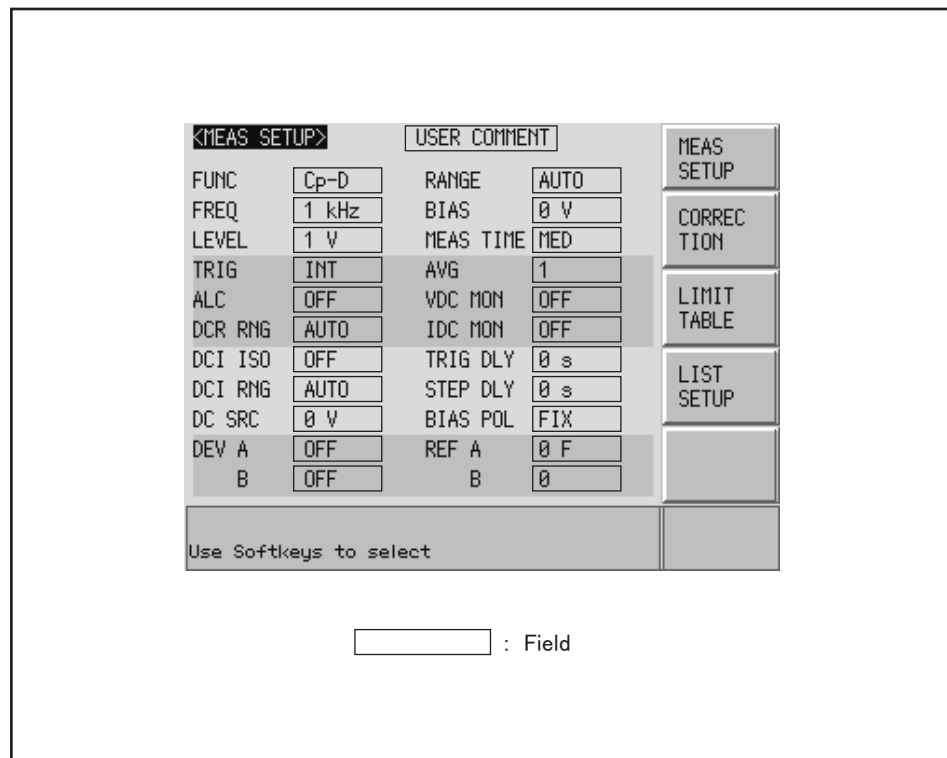 <MEAS SETUP> USER COMMENT
FUNC Cp-D RANGE AUTO
FREQ 1 kHz BIAS 0 V
LEVEL 1 V MEAS TIME MED
TRIG INT AVG 1
ALC OFF VDC MON OFF
DCR RNG AUTO IDC MON OFF
DCI ISO OFF TRIG DLY 0 s
DCI RNG AUTO STEP DLY 0 s
DC SRC 0 V BIAS POL FIX
DEV A OFF REF A 0 F
B OFF B 0
MEAS
SETUP
CORREC
TION
LIMIT
TABLE
LIST
SETUP
Use Softkeys to select
: Field